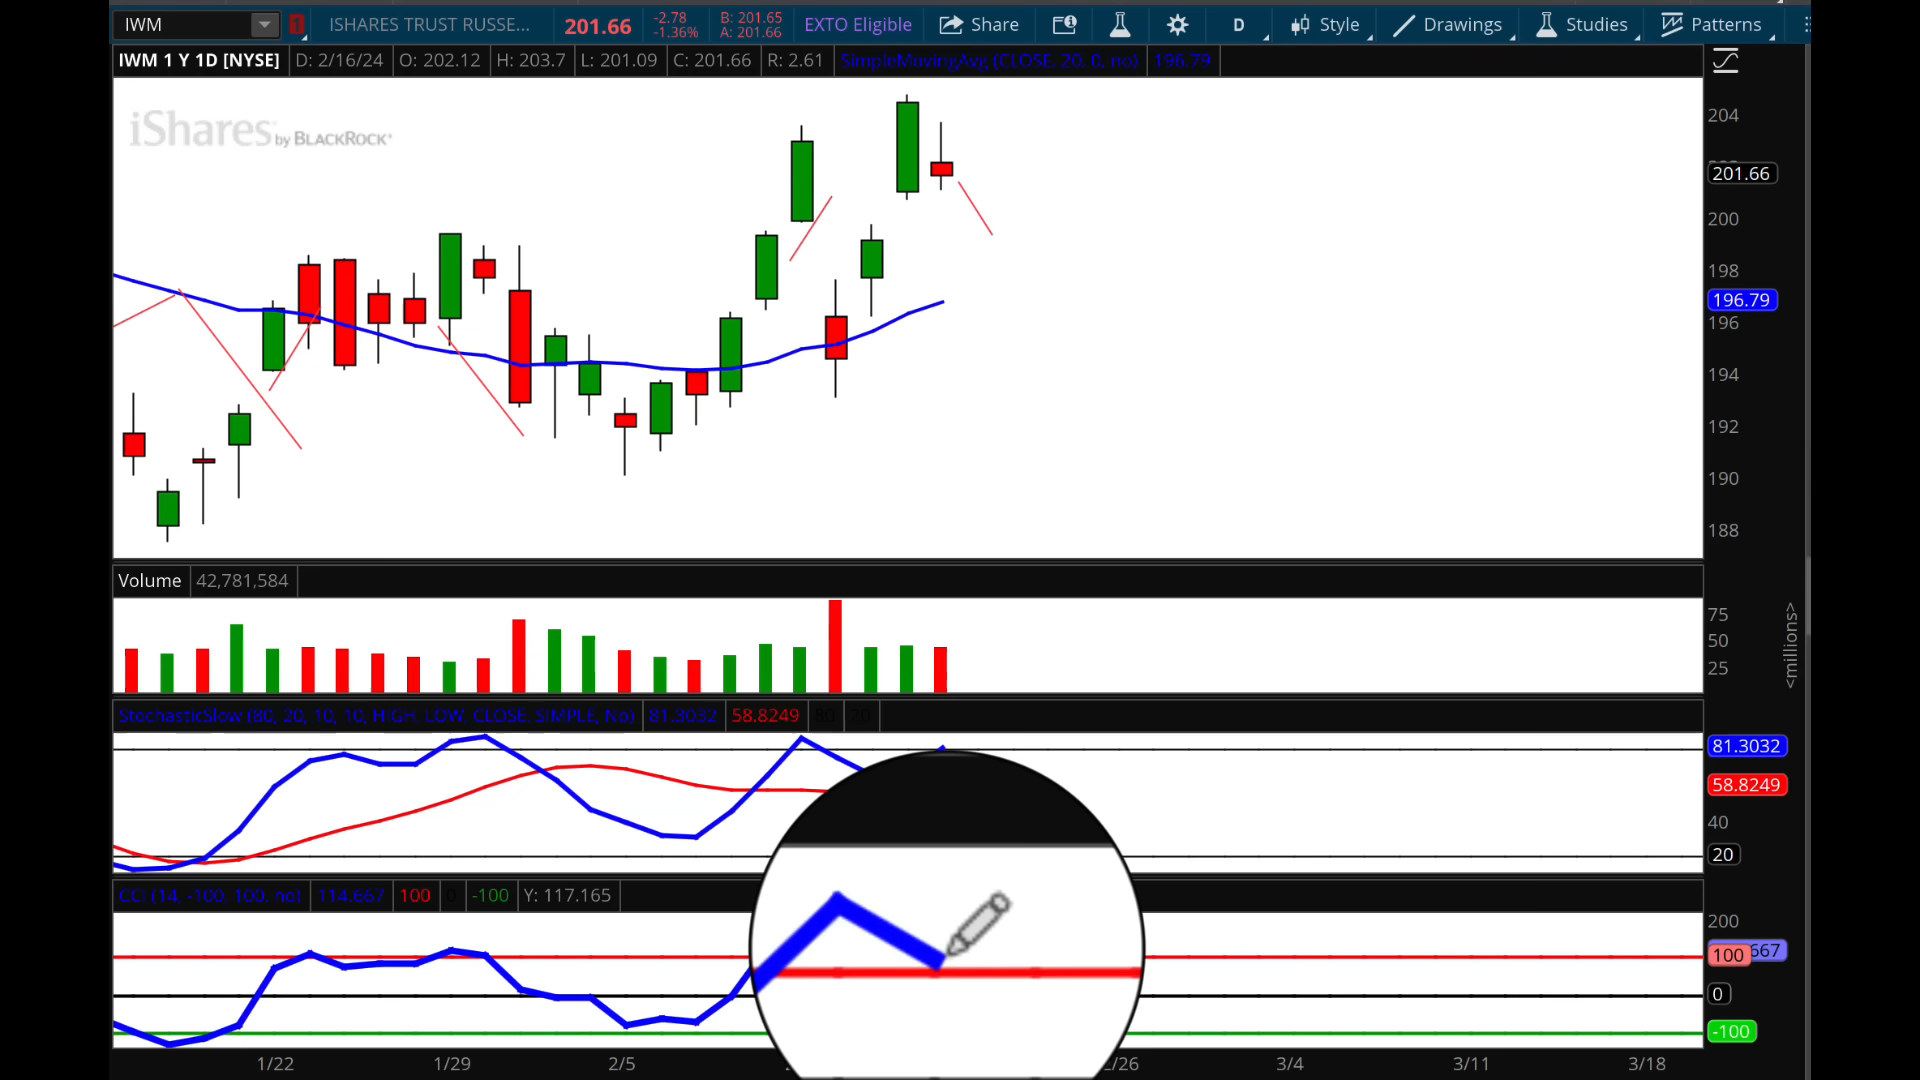 IWM 1 ISHARES TRUST RUSSE... 201.66 -2.78 -1.36% B: 201.65 A: 201.66 EXTO Eligible Share D Style Drawings Studies Patterns
IWM 1 Y 1D [NYSE] D: 2/16/24 O: 202.12 H: 203.7 L: 201.09 C: 201.66 R: 2.61 SimpleMovingAvg (CLOSE, 20, 0, no) 196.79
iShares by BLACKROCK
204
201.66
200
198
196.79
196
194
192
190
188
Volume 42,781,584
75
50
25
<millions>
StochasticSlow (80, 20, 10, 10, HIGH, LOW, CLOSE, SIMPLE, No) 81.3032 58.8249 80 20
81.3032
58.8249
40
20
CCI (14, -100, 100, no) 114.667 100 0 -100 Y: 117.165
200
100 667
0
-100
1/22 1/29 2/5 /26 3/4 3/11 3/18